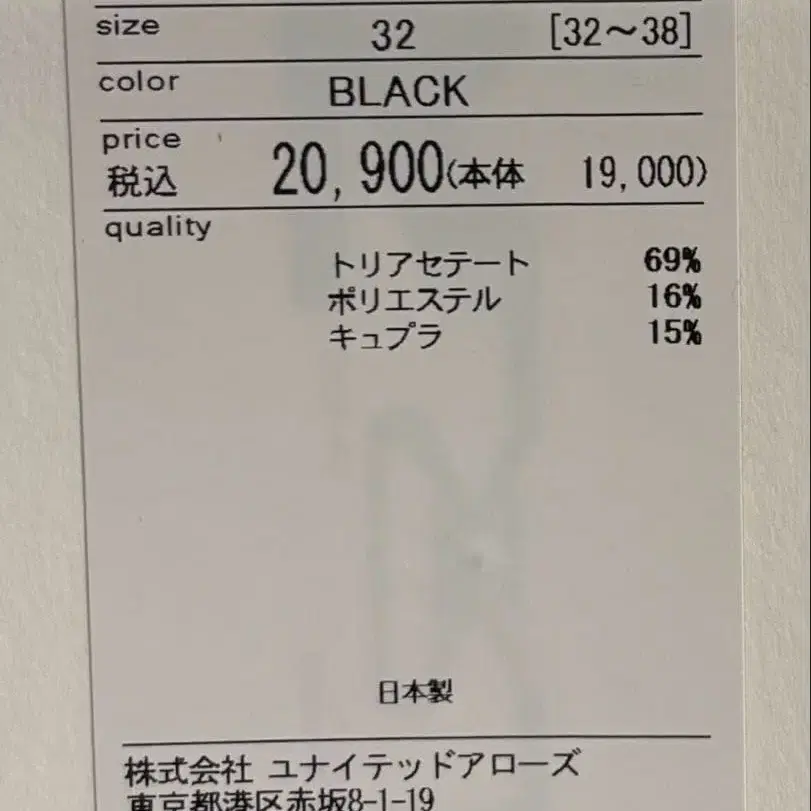 size 32 [32～38]
color BLACK
price
税込 20,900(本体 19,000)
quality
トリアセテート 69%
ポリエステル 16%
キュプラ 15%
日本製
株式会社 ユナイテッドアローズ
東京都港区赤坂8-1-19